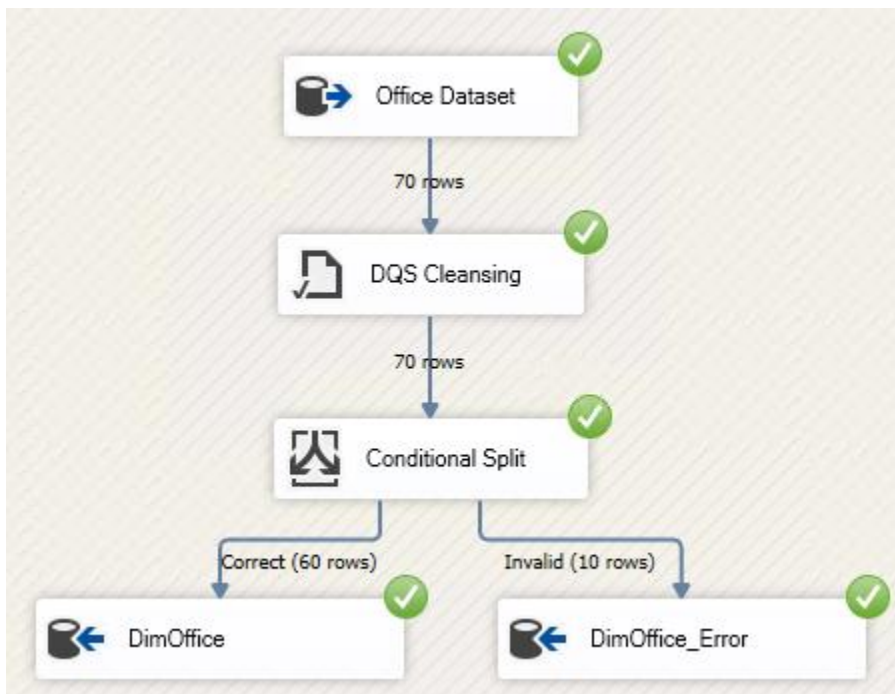 Office Dataset
70 rows
DQS Cleansing
70 rows
Conditional Split
Correct (60 rows)
Invalid (10 rows)
DimOffice
DimOffice_Error